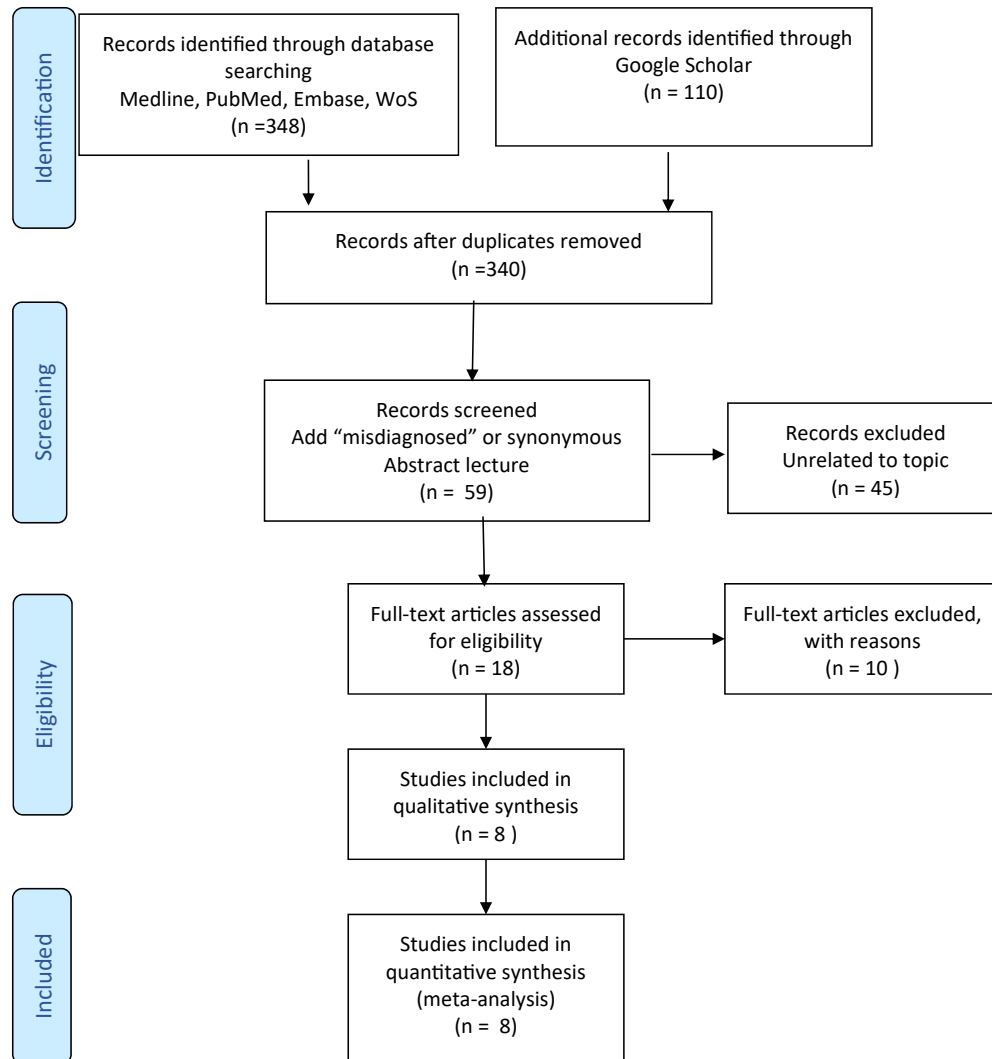 Identification
Records identified through database
searching
Medline, PubMed, Embase, WoS
(n =348)
Additional records identified through
Google Scholar
(n = 110)
Records after duplicates removed
(n =340)
Screening
Records screened
Add “misdiagnosed” or synonymous
Abstract lecture
(n = 59)
Records excluded
Unrelated to topic
(n = 45)
Eligibility
Full-text articles assessed
for eligibility
(n = 18)
Full-text articles excluded,
with reasons
(n = 10 )
Studies included in
qualitative synthesis
(n = 8 )
Included
Studies included in
quantitative synthesis
(meta-analysis)
(n = 8)